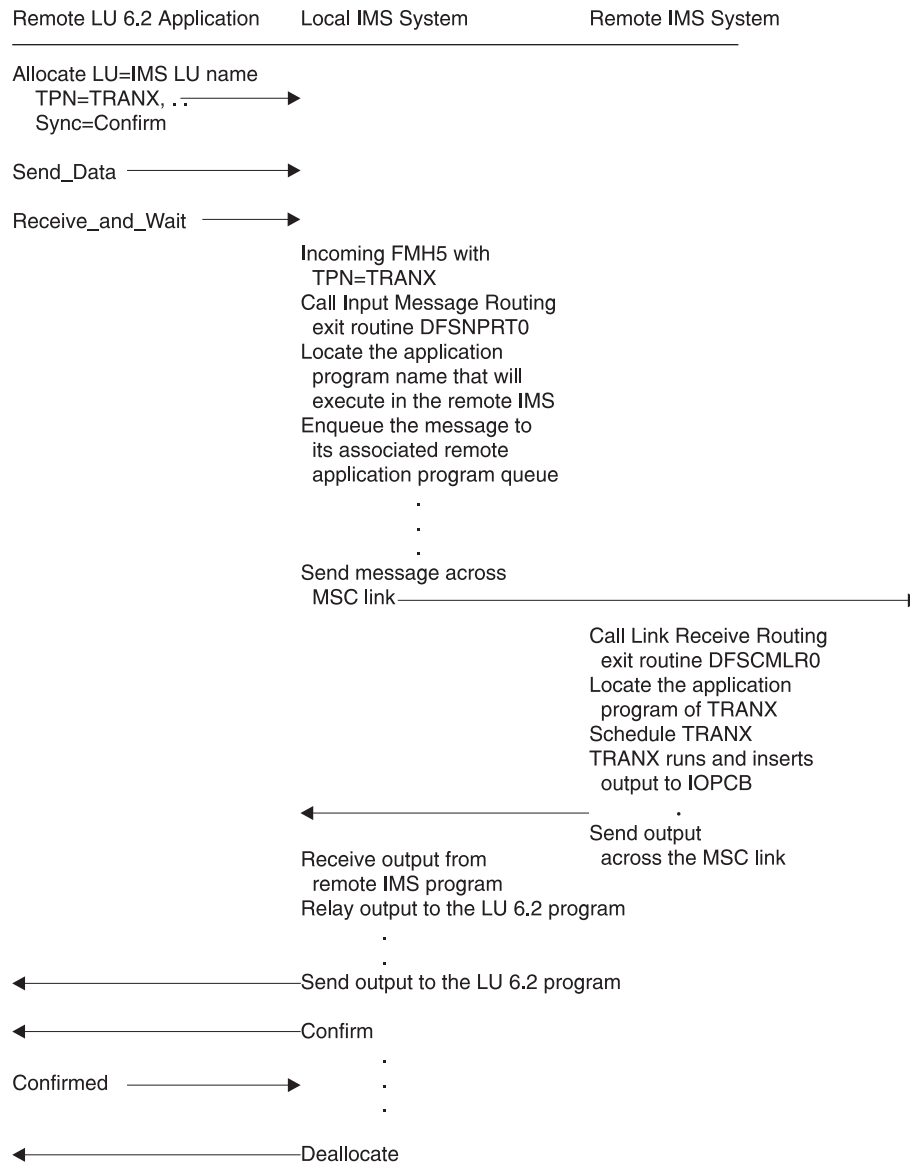 Remote LU 6.2 Application Local IMS System Remote IMS System
Allocate LU=IMS LU name
TPN=TRANX, . .
Sync=Confirm
Send_Data
Receive_and_Wait
Incoming FMH5 with
TPN=TRANX
Call Input Message Routing
exit routine DFSNPRT0
Locate the application
program name that will
execute in the remote IMS
Enqueue the message to
its associated remote
application program queue
.
.
.
Send message across
MSC link
Call Link Receive Routing
exit routine DFSCMLR0
Locate the application
program of TRANX
Schedule TRANX
TRANX runs and inserts
output to IOPCB
.
Send output
across the MSC link
Receive output from
remote IMS program
Relay output to the LU 6.2 program
.
.
Send output to the LU 6.2 program
Confirm
.
Confirmed .
.
Deallocate